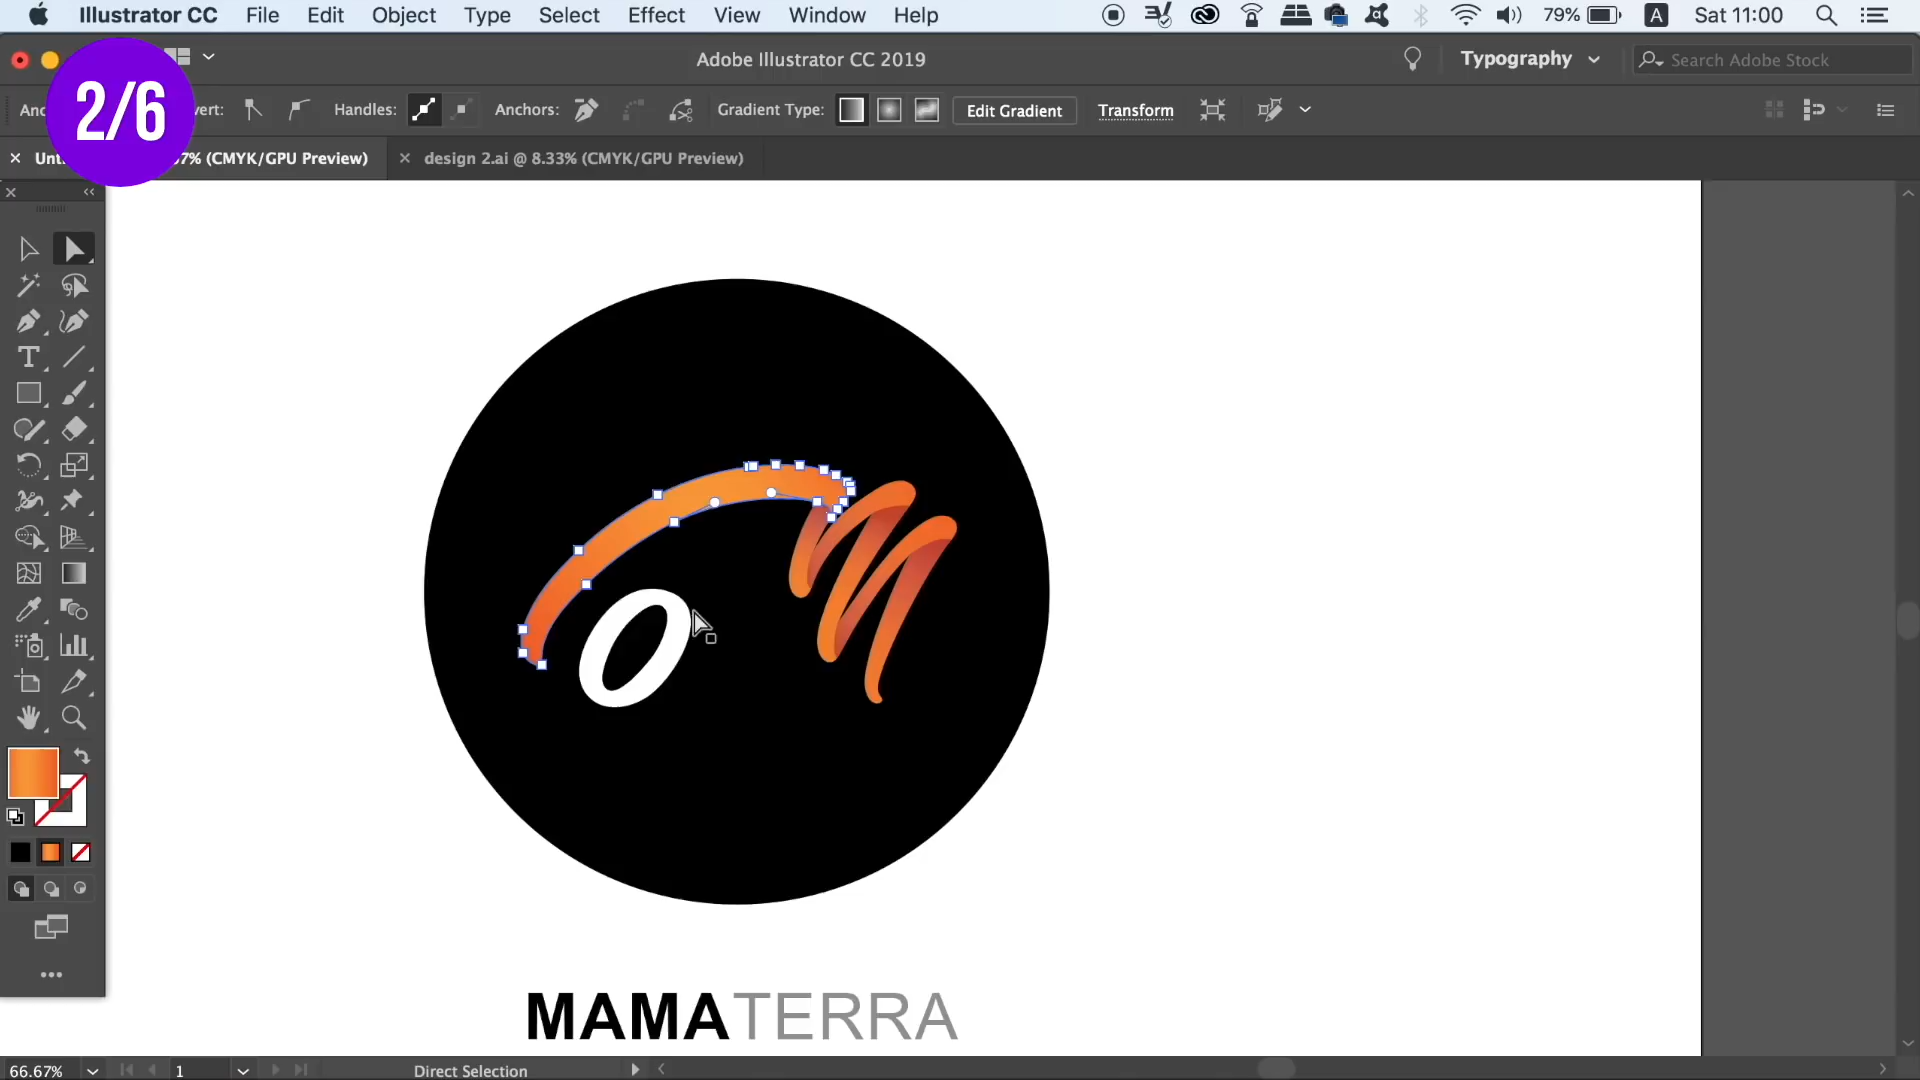 Illustrator CC File Edit Object Type Select Effect View Window Help 79% A Sat 11:00
Adobe Illustrator CC 2019 Typography Search Adobe Stock
2/6
Handles: Anchors: Gradient Type: Edit Gradient Transform
7% (CMYK/GPU Preview) design 2.ai @ 8.33% (CMYK/GPU Preview)
O
MAMATERRA
66.67% 1 Direct Selection